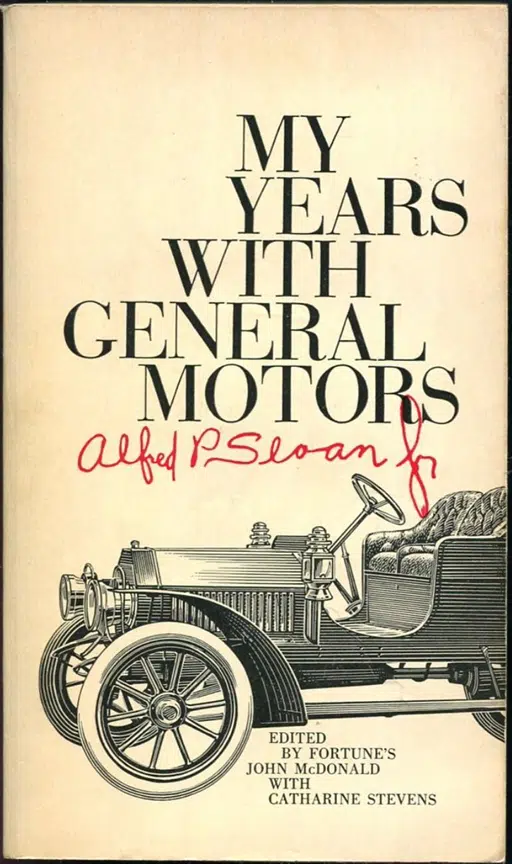 MY
YEARS
WITH
GENERAL
MOTORS
Alfred P Sloan Jr
EDITED
BY FORTUNE'S
JOHN McDONALD
WITH
CATHARINE STEVENS